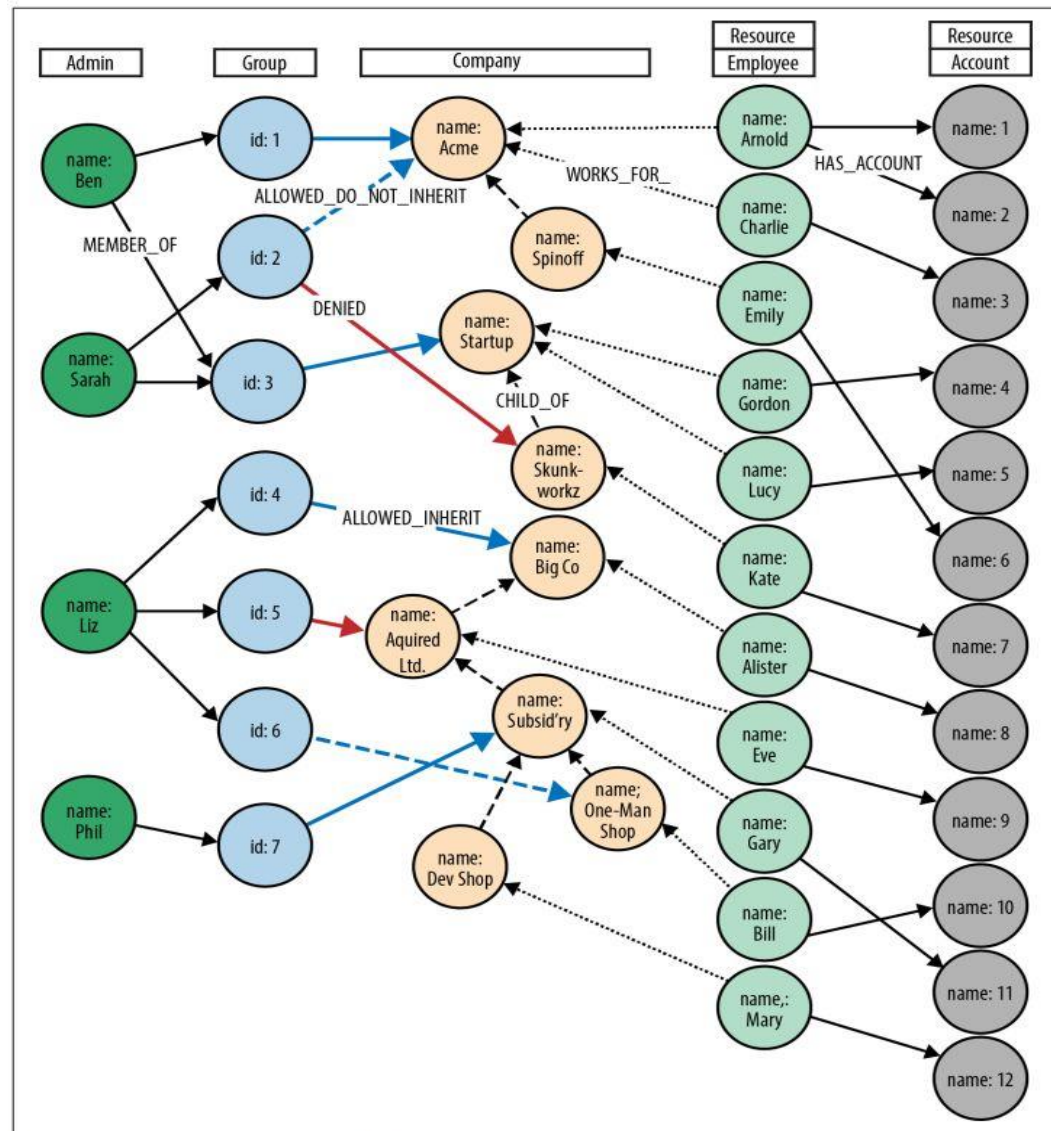 Admin
Group
Company
Resource
Employee
Resource
Account
name:
Ben
name:
Sarah
name:
Liz
name:
Phil
MEMBER_OF
id: 1
id: 2
id: 3
id: 4
id: 5
id: 6
id: 7
ALLOWED_DO_NOT_INHERIT
DENIED
ALLOWED_INHERIT
name:
Acme
name:
Spinoff
name:
Startup
CHILD_OF
name:
Skunk-
workz
name:
Big Co
name:
Aquired
Ltd.
name:
Subsid'ry
name;
One-Man
Shop
name:
Dev Shop
WORKS_FOR_
name:
Arnold
name:
Charlie
name:
Emily
name:
Gordon
name:
Lucy
name:
Kate
name:
Alister
name:
Eve
name:
Gary
name:
Bill
name,:
Mary
HAS_ACCOUNT
name: 1
name: 2
name: 3
name: 4
name: 5
name: 6
name: 7
name: 8
name: 9
name: 10
name: 11
name: 12